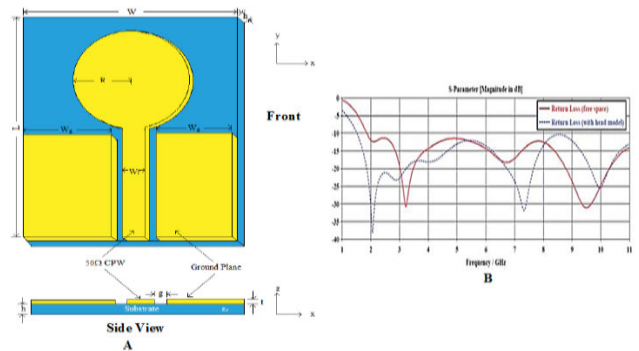 W
h
y
x
R
Front
L
Wg
Wg
Wf
50Ω CPW
Ground Plane
g
t
h
Substrate
εr
z
x
Side View
A
S-Parameter [Magnitude in dB]
Return Loss (free space)
Return Loss (with head model)
0
-5
-10
-15
-20
-25
-30
-35
-40
1 2 3 4 5 6 7 8 9 10 11
Frequency / GHz
B